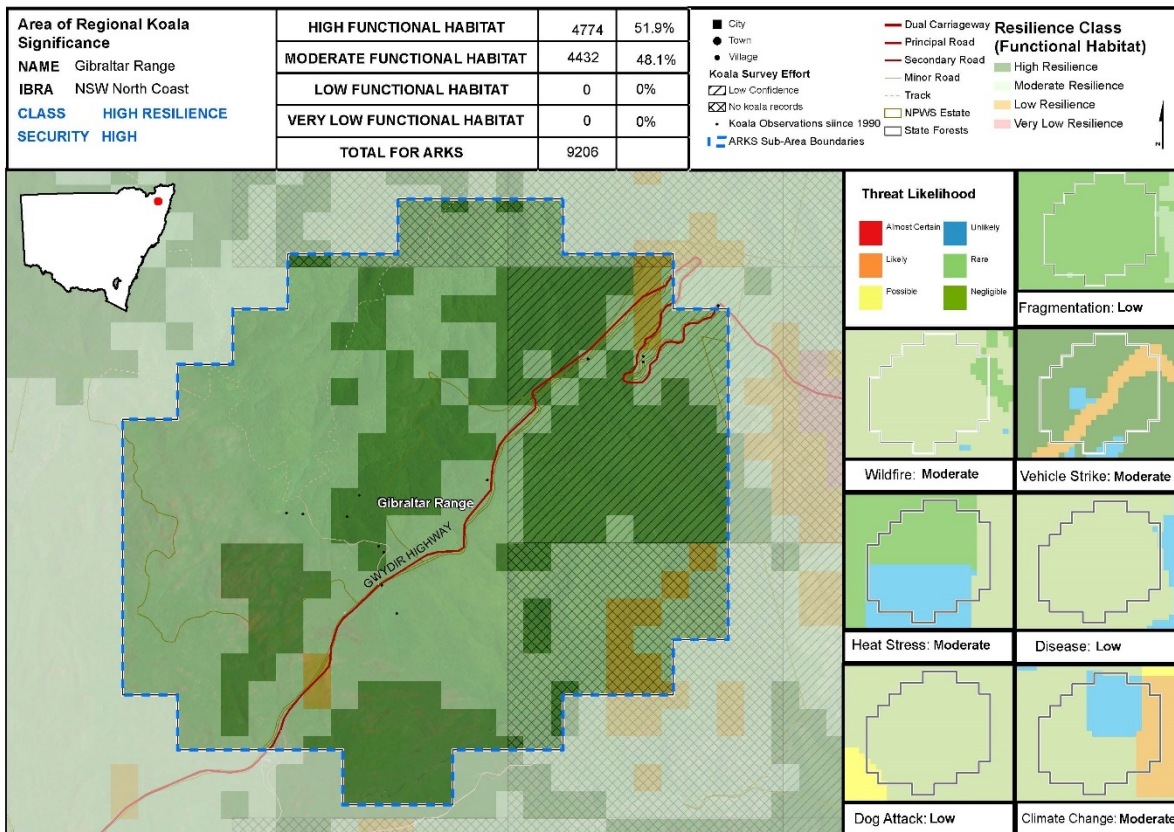 Area of Regional Koala
Significance
NAME Gibraltar Range
IBRA NSW North Coast
CLASS HIGH RESILIENCE
SECURITY HIGH
HIGH FUNCTIONAL HABITAT 4774 51.9%
MODERATE FUNCTIONAL HABITAT 4432 48.1%
LOW FUNCTIONAL HABITAT 0 0%
VERY LOW FUNCTIONAL HABITAT 0 0%
TOTAL FOR ARKS 9206
City
Town
Village
Koala Survey Effort
Low Confidence
No koala records
Koala Observations siince 1990
ARKS Sub-Area Boundaries
Dual Carriageway
Principal Road
Secondary Road
Minor Road
Track
NPWS Estate
State Forests
Resilience Class
(Functional Habitat)
High Resilience
Moderate Resilience
Low Resilience
Very Low Resilience
N
Gibraltar Range
GWYDIR HIGHWAY
Threat Likelihood
Almost Certain
Unlikely
Likely
Rare
Possible
Negligible
Fragmentation: Low
Wildfire: Moderate
Vehicle Strike: Moderate
Heat Stress: Moderate
Disease: Low
Dog Attack: Low
Climate Change: Moderate